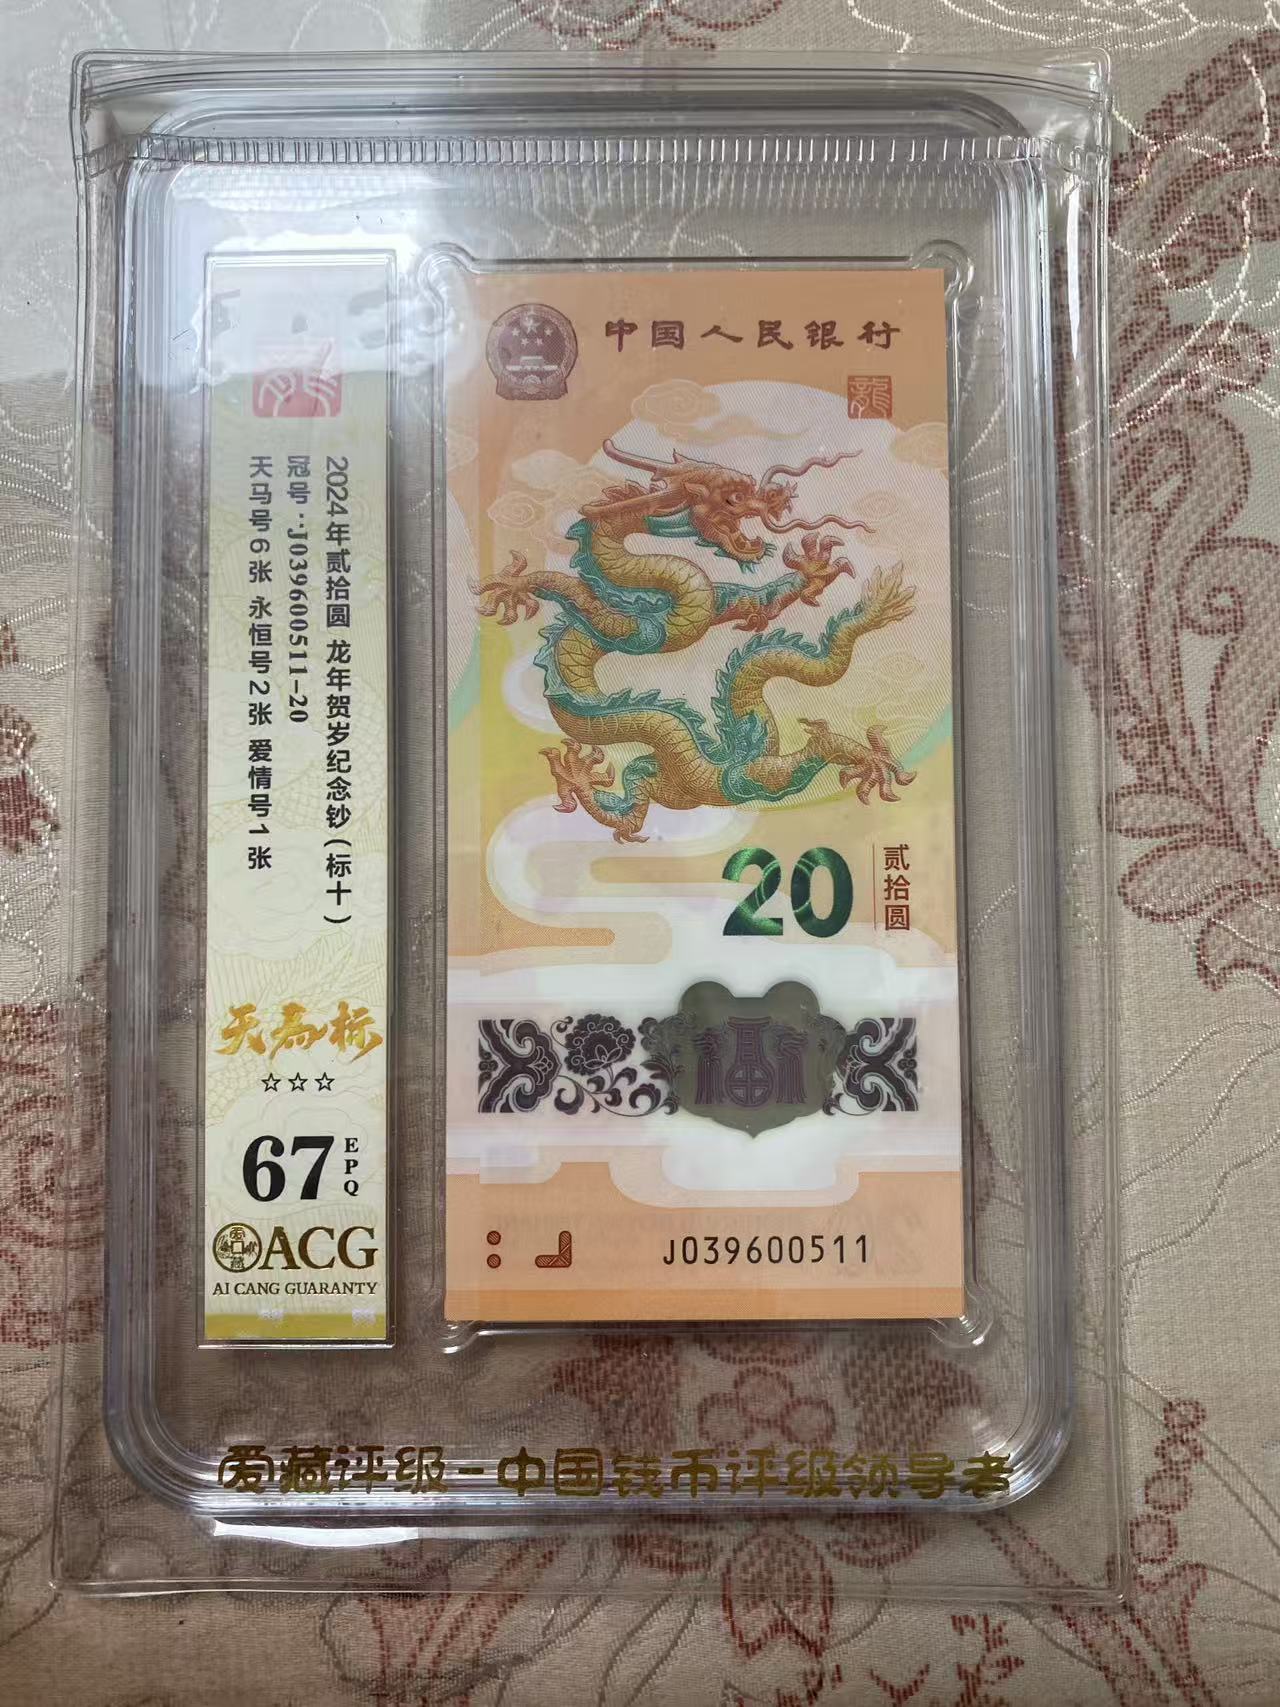 2024年贰拾圆 龙年贺岁纪念钞(标十)
冠号:J039600511-20
天马号6张 永恒号2张 爱情号1张
天马标
☆☆☆
67
EPQ
ACG
AI CANG GUARANTY
中国人民银行
龍
20
贰拾圆
J039600511
爱藏评级-中国钱币评级领导者